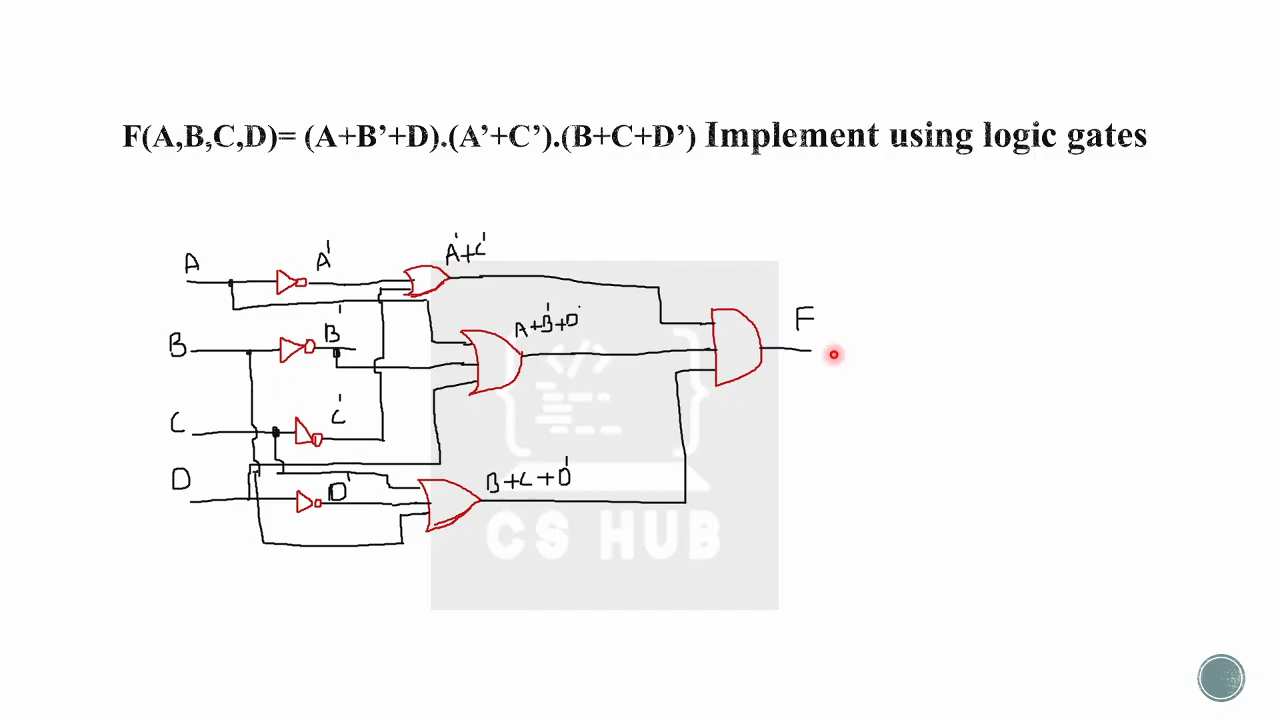 F(A,B,C,D)= (A+B’+D).(A’+C’).(B+C+D’) Implement using logic gates
A
A'
A'+C'
B
B'
A+B'+D
F
C
C'
D
D'
B+C+D'
CS HUB